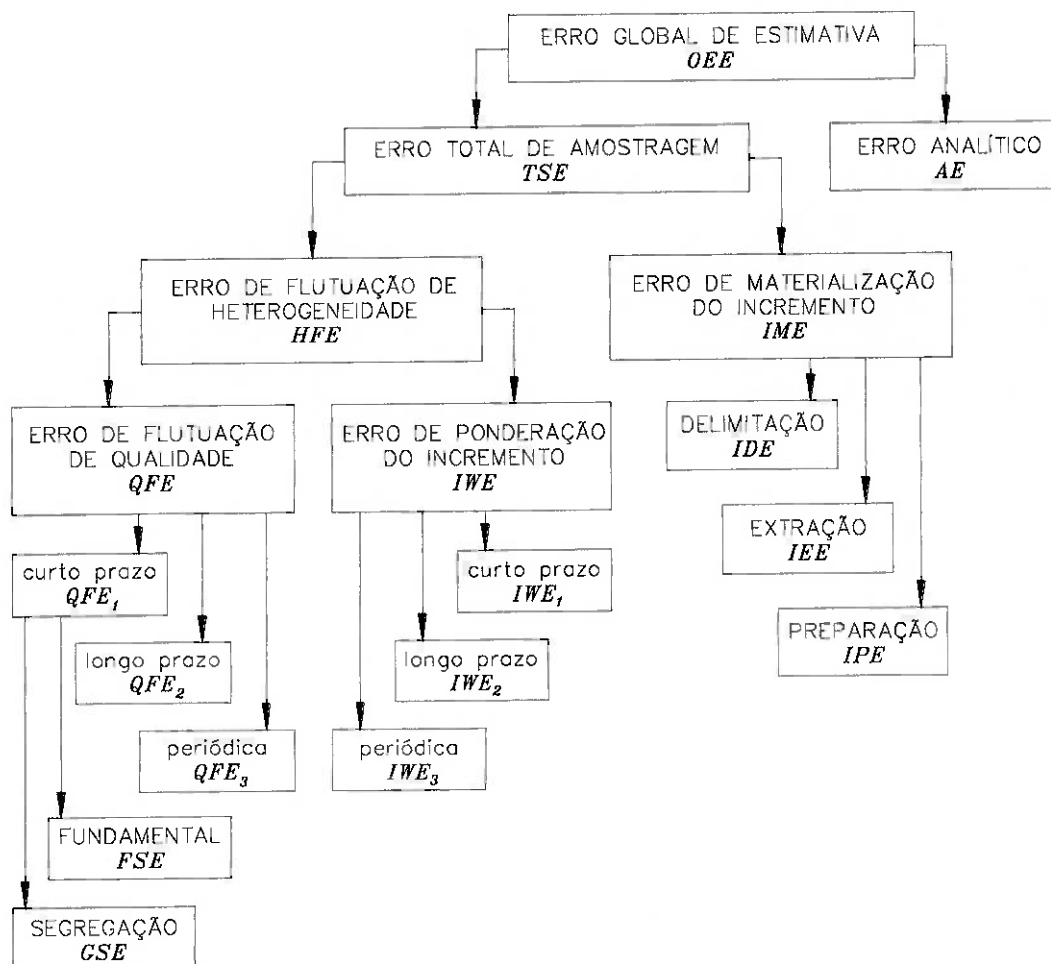 ERRO GLOBAL DE ESTIMATIVA
OEE
ERRO TOTAL DE AMOSTRAGEM
TSE
ERRO ANALÍTICO
AE
ERRO DE FLUTUAÇÃO DE
HETEROGENEIDADE
HFE
ERRO DE MATERIALIZAÇÃO
DO INCREMENTO
IME
ERRO DE FLUTUAÇÃO
DE QUALIDADE
QFE
ERRO DE PONDERAÇÃO
DO INCREMENTO
IWE
DELIMITAÇÃO
IDE
EXTRAÇÃO
IEE
PREPARAÇÃO
IPE
curto prazo
QFE₁
curto prazo
IWE₁
longo prazo
QFE₂
longo prazo
IWE₂
periódica
QFE₃
periódica
IWE₃
FUNDAMENTAL
FSE
SEGREGAÇÃO
GSE